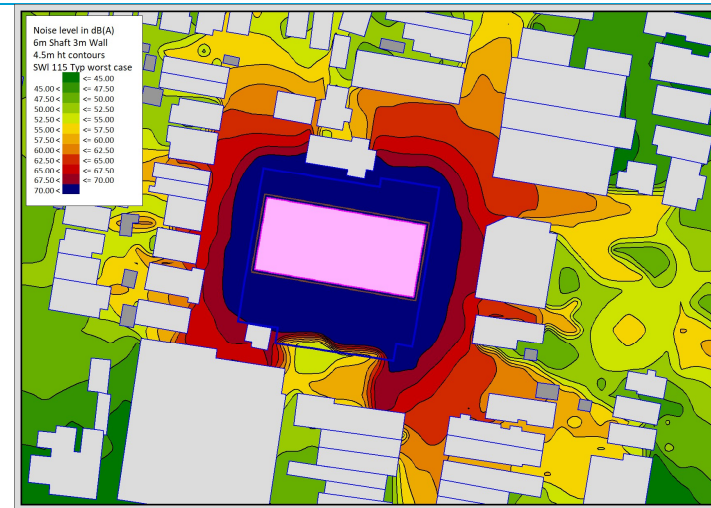 Noise level in dB(A)
6m Shaft 3m Wall
4.5m ht contours
SWI 115 Typ worst case
<= 45.00
45.00 < <= 47.50
47.50 < <= 50.00
50.00 < <= 52.50
52.50 < <= 55.00
55.00 < <= 57.50
57.50 < <= 60.00
60.00 < <= 62.50
62.50 < <= 65.00
65.00 < <= 67.50
67.50 < <= 70.00
70.00 <